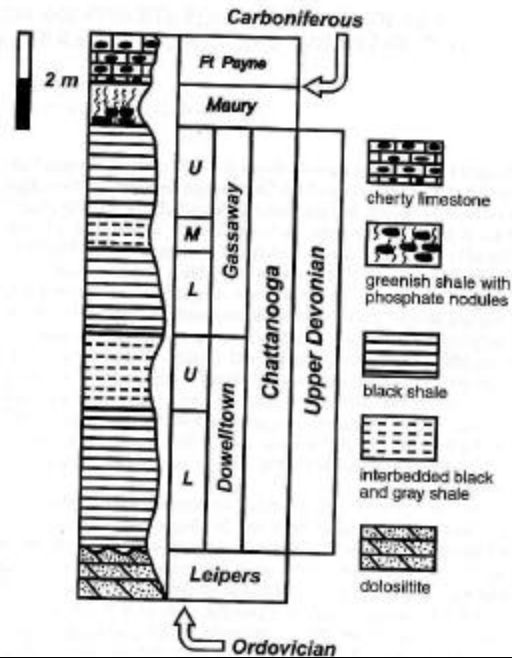 Carboniferous
2 m
Ft Payne
Maury
U
M
L
Gassaway
U
L
Dowelltown
Chattanooga
Upper Devonian
Leipers
Ordovician
cherty limestone
greenish shale with
phosphate nodules
black shale
interbedded black
and gray shale
dolosiltite